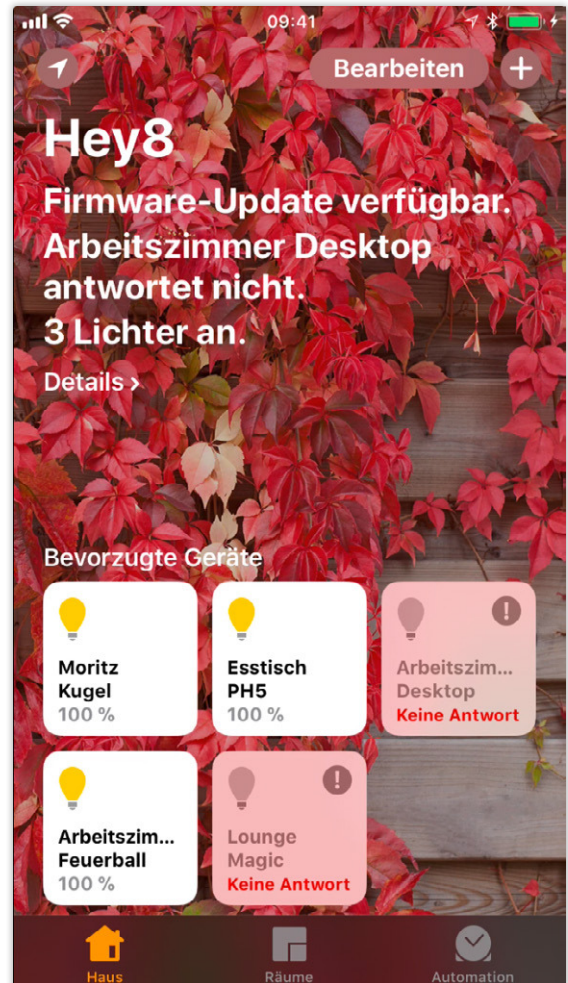 09:41
Bearbeiten
Hey8
Firmware-Update verfügbar.
Arbeitszimmer Desktop
antwortet nicht.
3 Lichter an.
Details ›
Bevorzugte Geräte
Moritz
Kugel
100 %
Esstisch
PH5
100 %
Arbeitszim...
Desktop
Keine Antwort
Arbeitszim...
Feuerball
100 %
Lounge
Magic
Keine Antwort
Haus
Räume
Automation